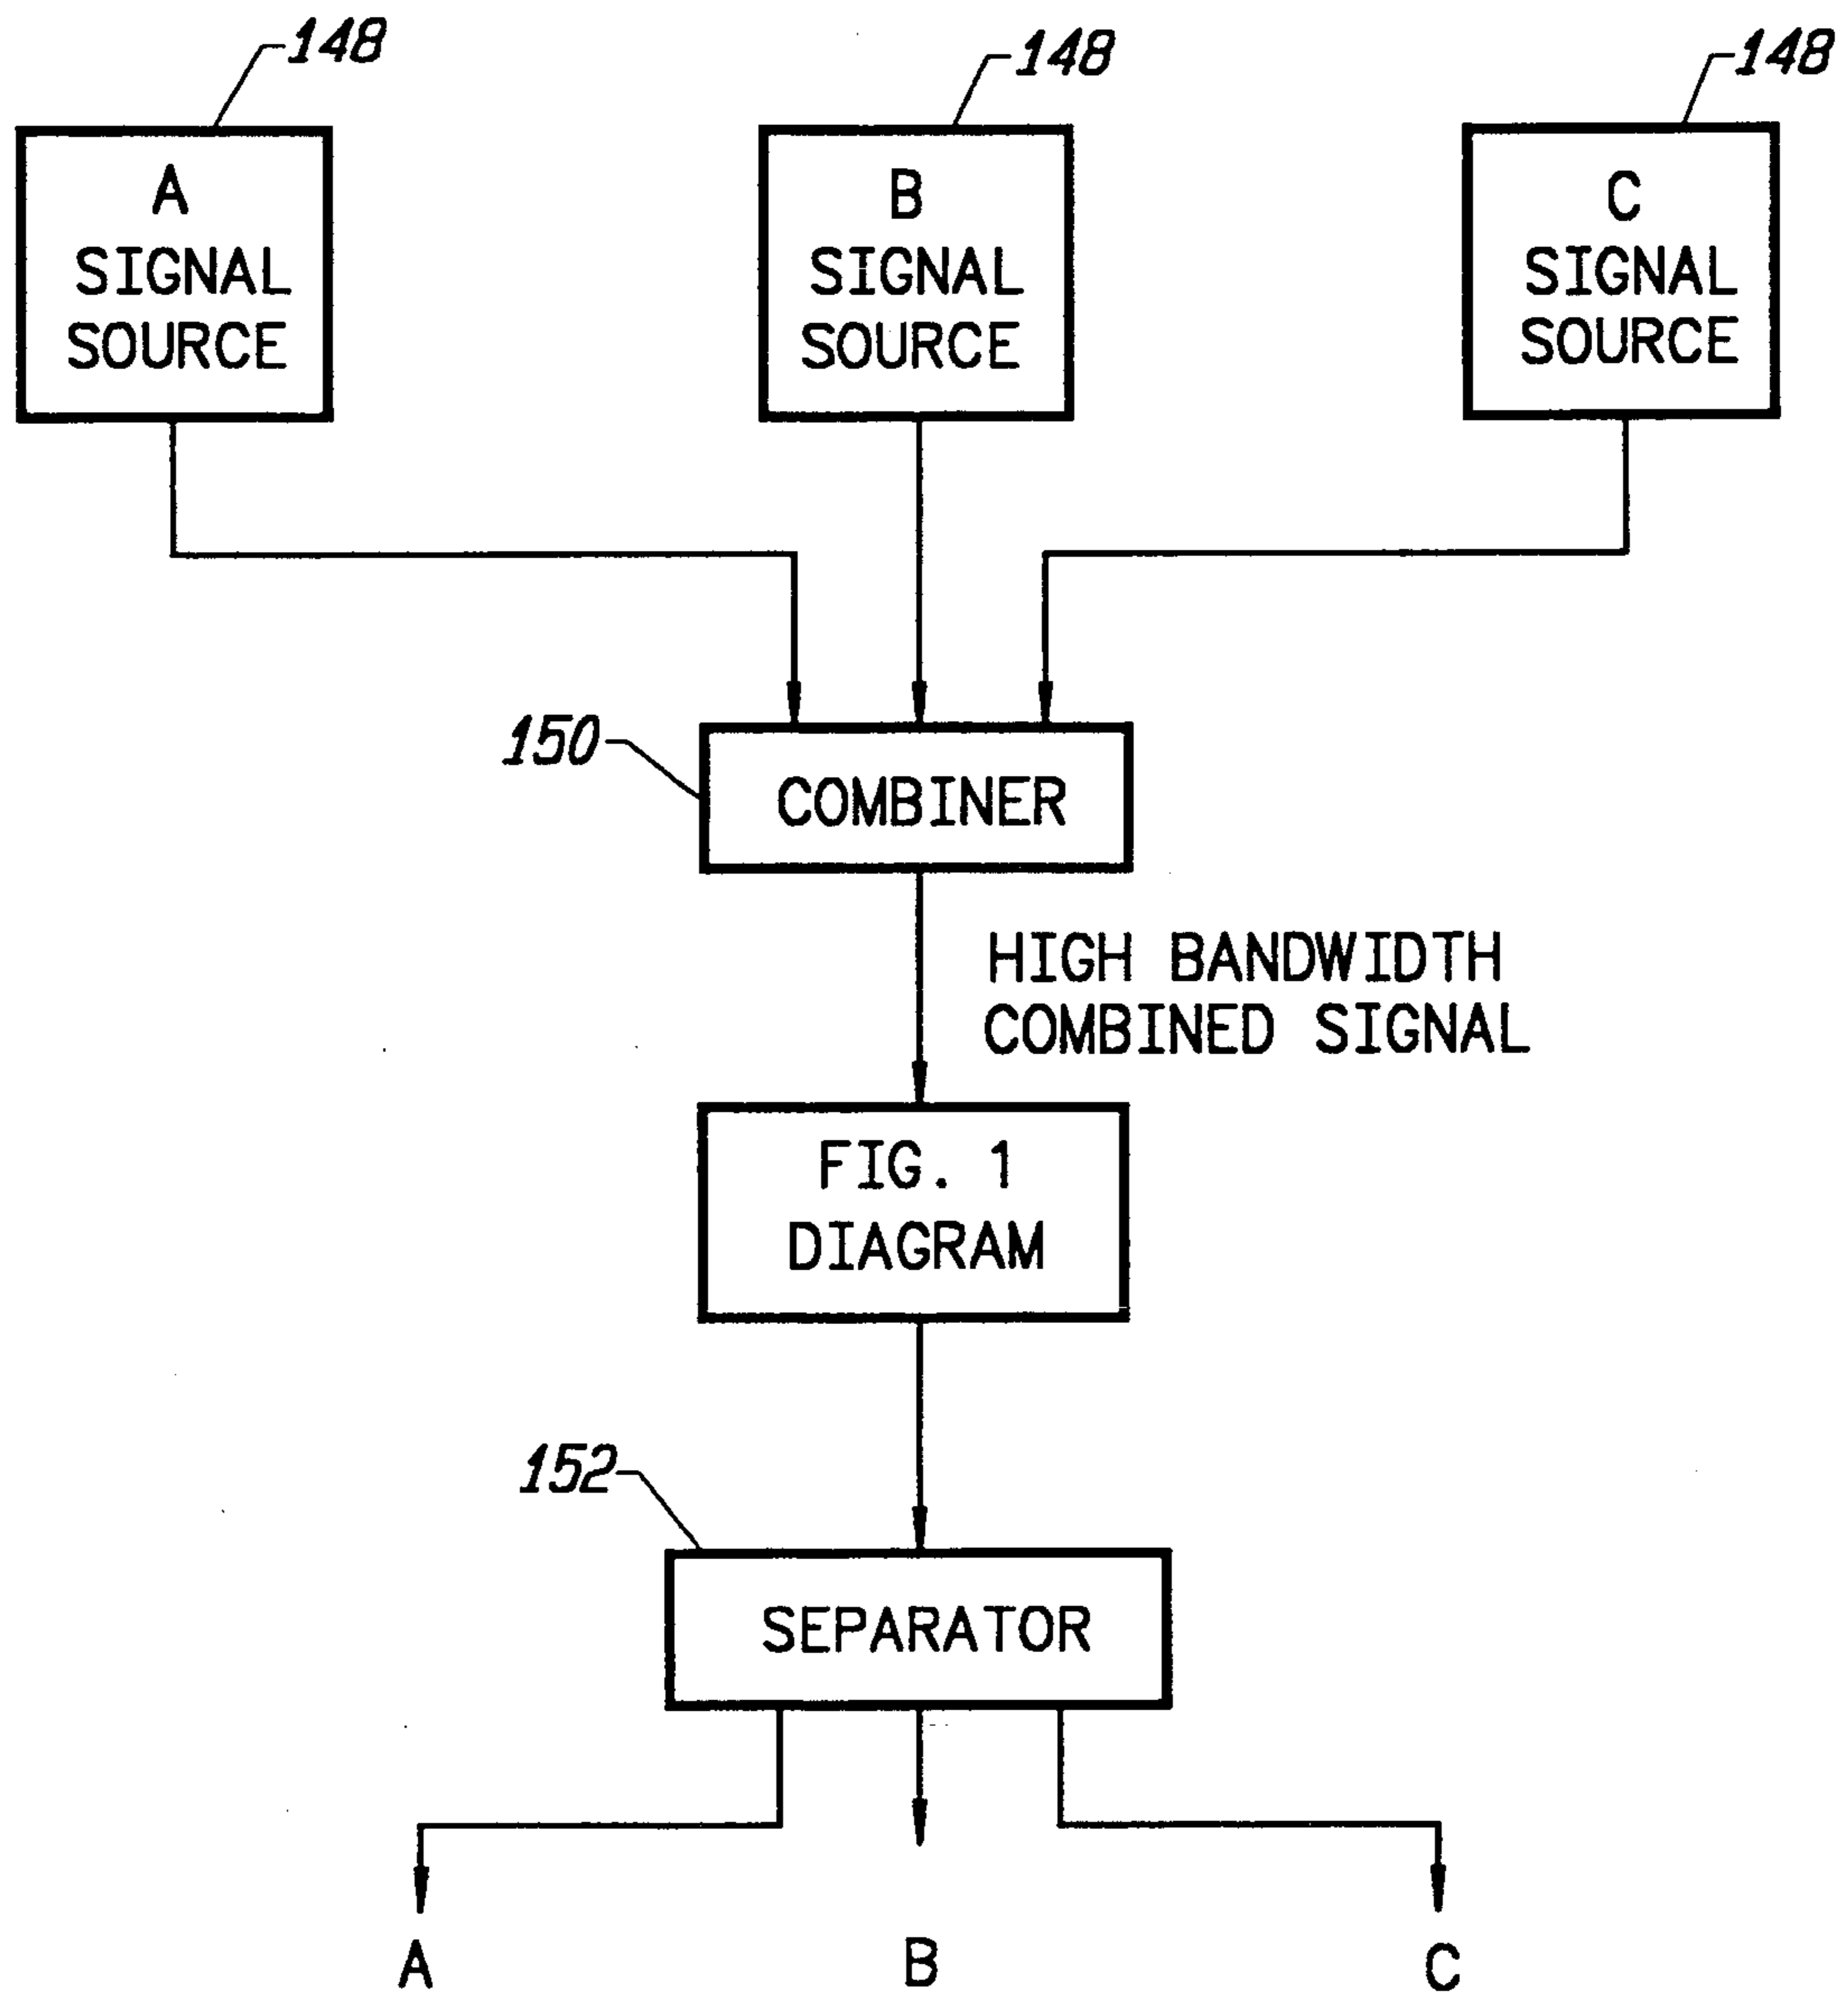 148
148
148
A
SIGNAL
SOURCE
B
SIGNAL
SOURCE
C
SIGNAL
SOURCE
150
COMBINER
HIGH BANDWIDTH
COMBINED SIGNAL
FIG. 1
DIAGRAM
152
SEPARATOR
A
B
C